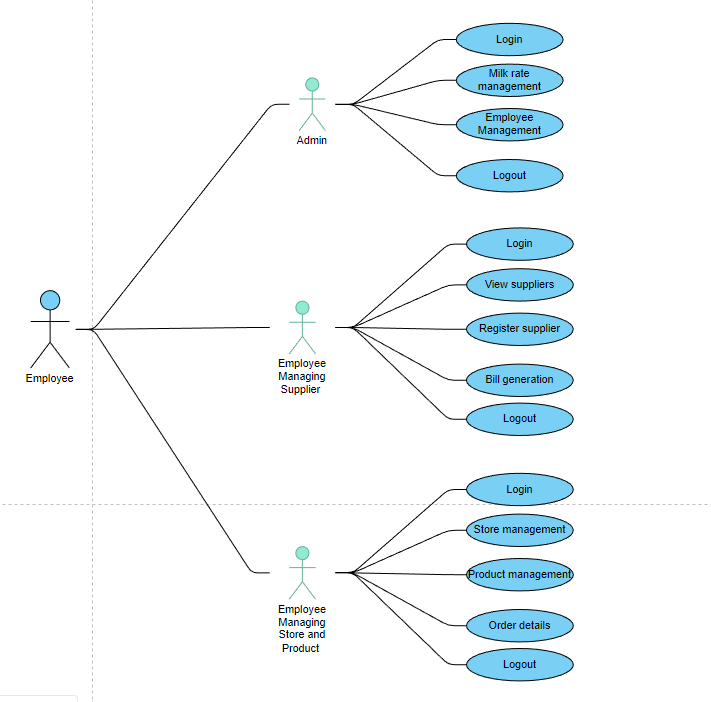 Login
Milk rate
management
Employee
Management
Logout
Admin
Login
View suppliers
Register supplier
Bill generation
Logout
Employee
Managing
Supplier
Employee
Login
Store management
Product management
Order details
Logout
Employee
Managing
Store and
Product